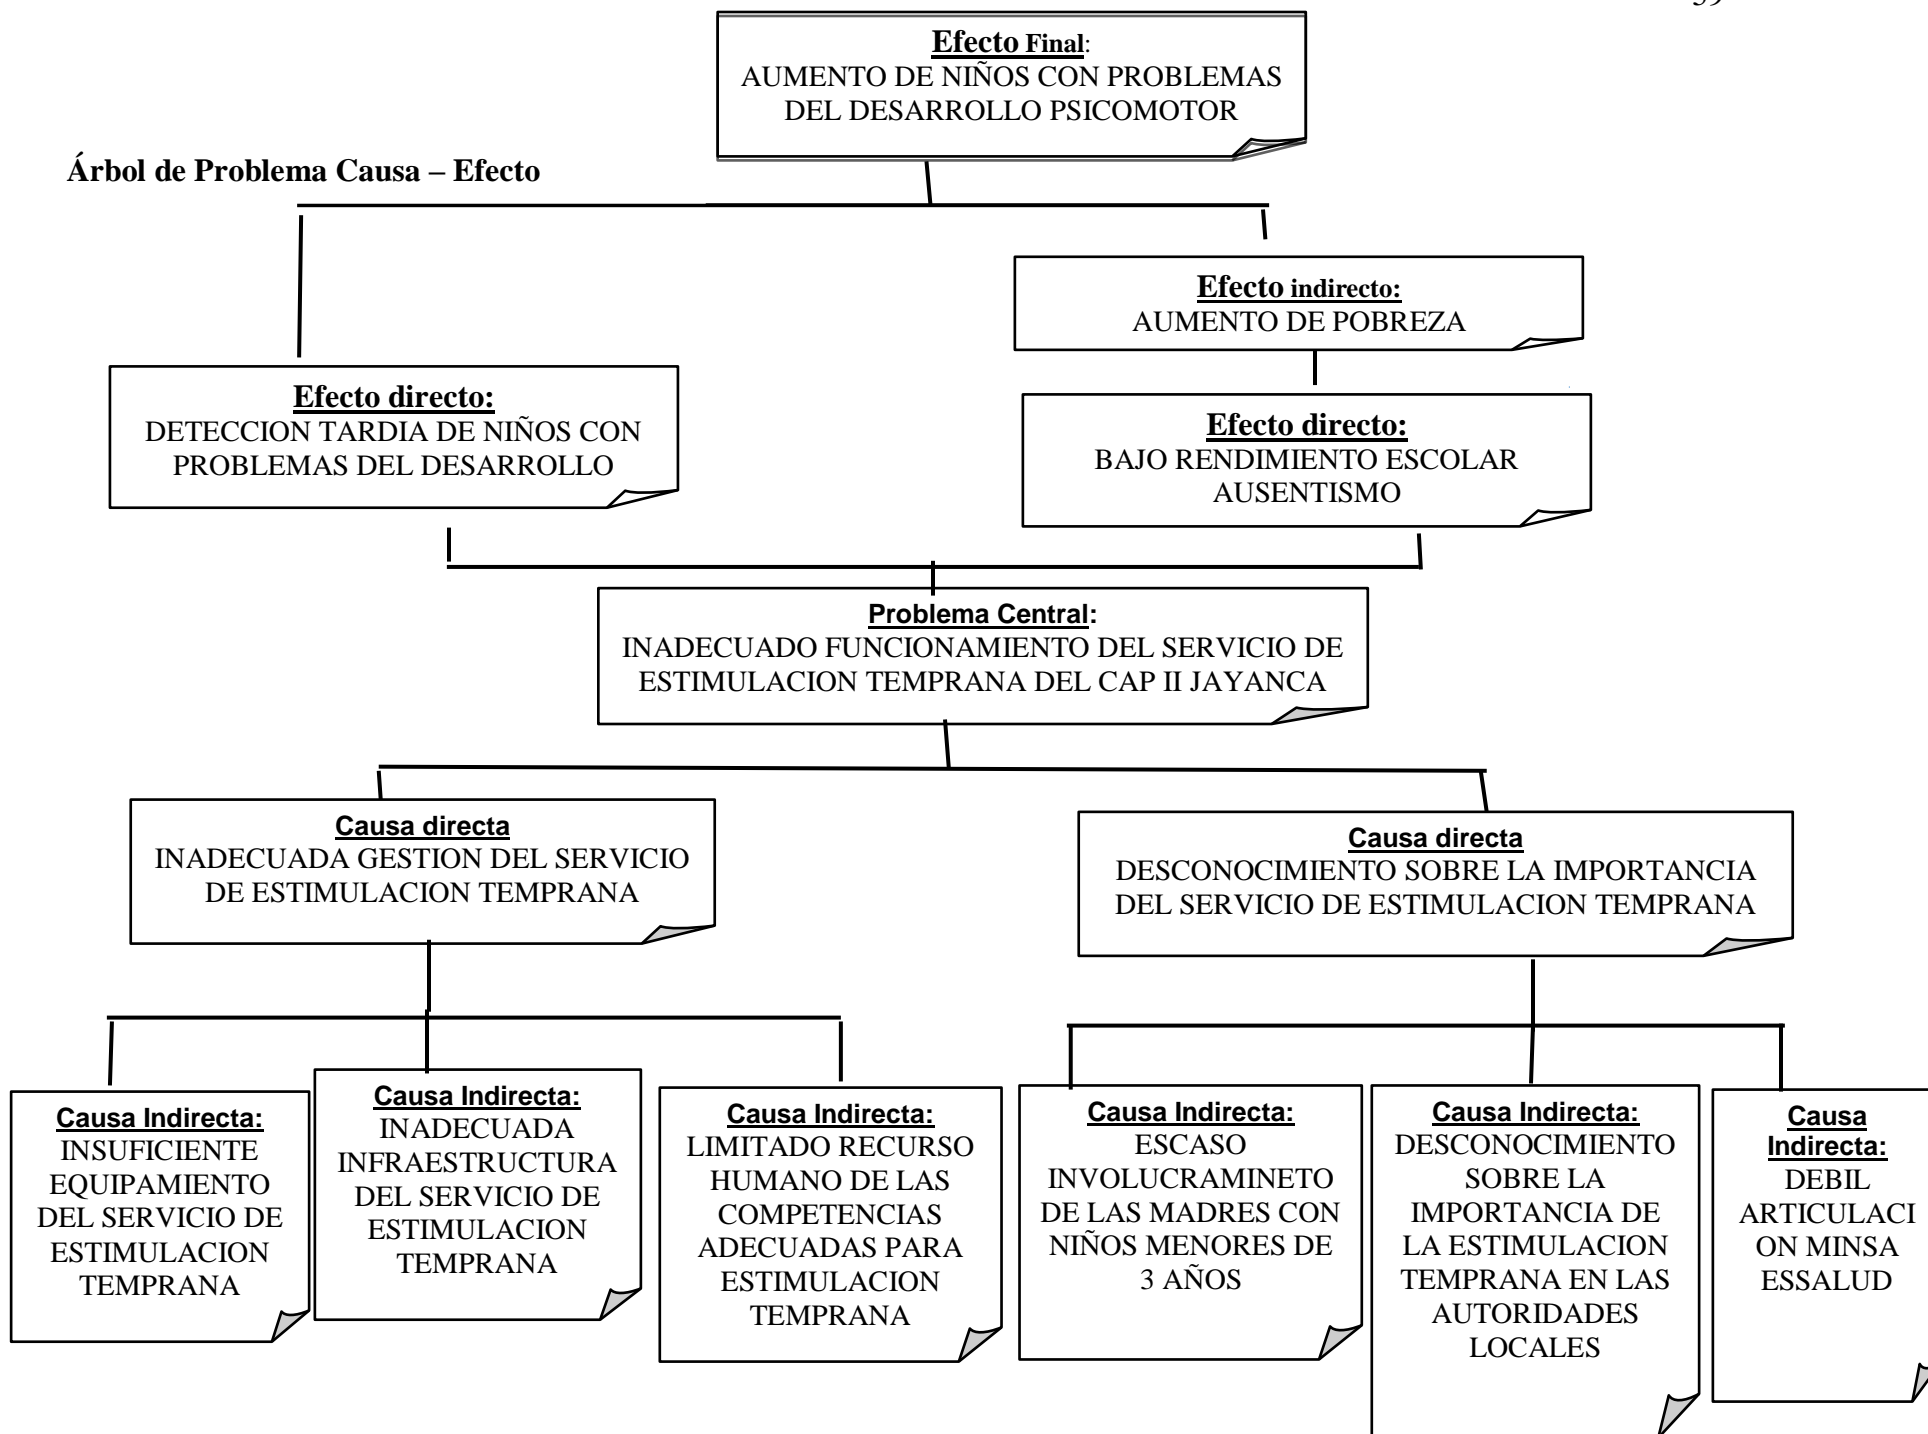 Efecto Final:
AUMENTO DE NIÑOS CON PROBLEMAS
DEL DESARROLLO PSICOMOTOR
Árbol de Problema Causa – Efecto
Efecto indirecto:
AUMENTO DE POBREZA
Efecto directo:
DETECCION TARDIA DE NIÑOS CON
PROBLEMAS DEL DESARROLLO
Efecto directo:
BAJO RENDIMIENTO ESCOLAR
AUSENTISMO
Problema Central:
INADECUADO FUNCIONAMIENTO DEL SERVICIO DE
ESTIMULACION TEMPRANA DEL CAP II JAYANCA
Causa directa
INADECUADA GESTION DEL SERVICIO
DE ESTIMULACION TEMPRANA
Causa directa
DESCONOCIMIENTO SOBRE LA IMPORTANCIA
DEL SERVICIO DE ESTIMULACION TEMPRANA
Causa Indirecta:
INSUFICIENTE
EQUIPAMIENTO
DEL SERVICIO DE
ESTIMULACION
TEMPRANA
Causa Indirecta:
INADECUADA
INFRAESTRUCTURA
DEL SERVICIO DE
ESTIMULACION
TEMPRANA
Causa Indirecta:
LIMITADO RECURSO
HUMANO DE LAS
COMPETENCIAS
ADECUADAS PARA
ESTIMULACION
TEMPRANA
Causa Indirecta:
ESCASO
INVOLUCRAMINETO
DE LAS MADRES CON
NIÑOS MENORES DE
3 AÑOS
Causa Indirecta:
DESCONOCIMIENTO
SOBRE LA
IMPORTANCIA DE
LA ESTIMULACION
TEMPRANA EN LAS
AUTORIDADES
LOCALES
Causa
Indirecta:
DEBIL
ARTICULACI
ON MINSA
ESSALUD